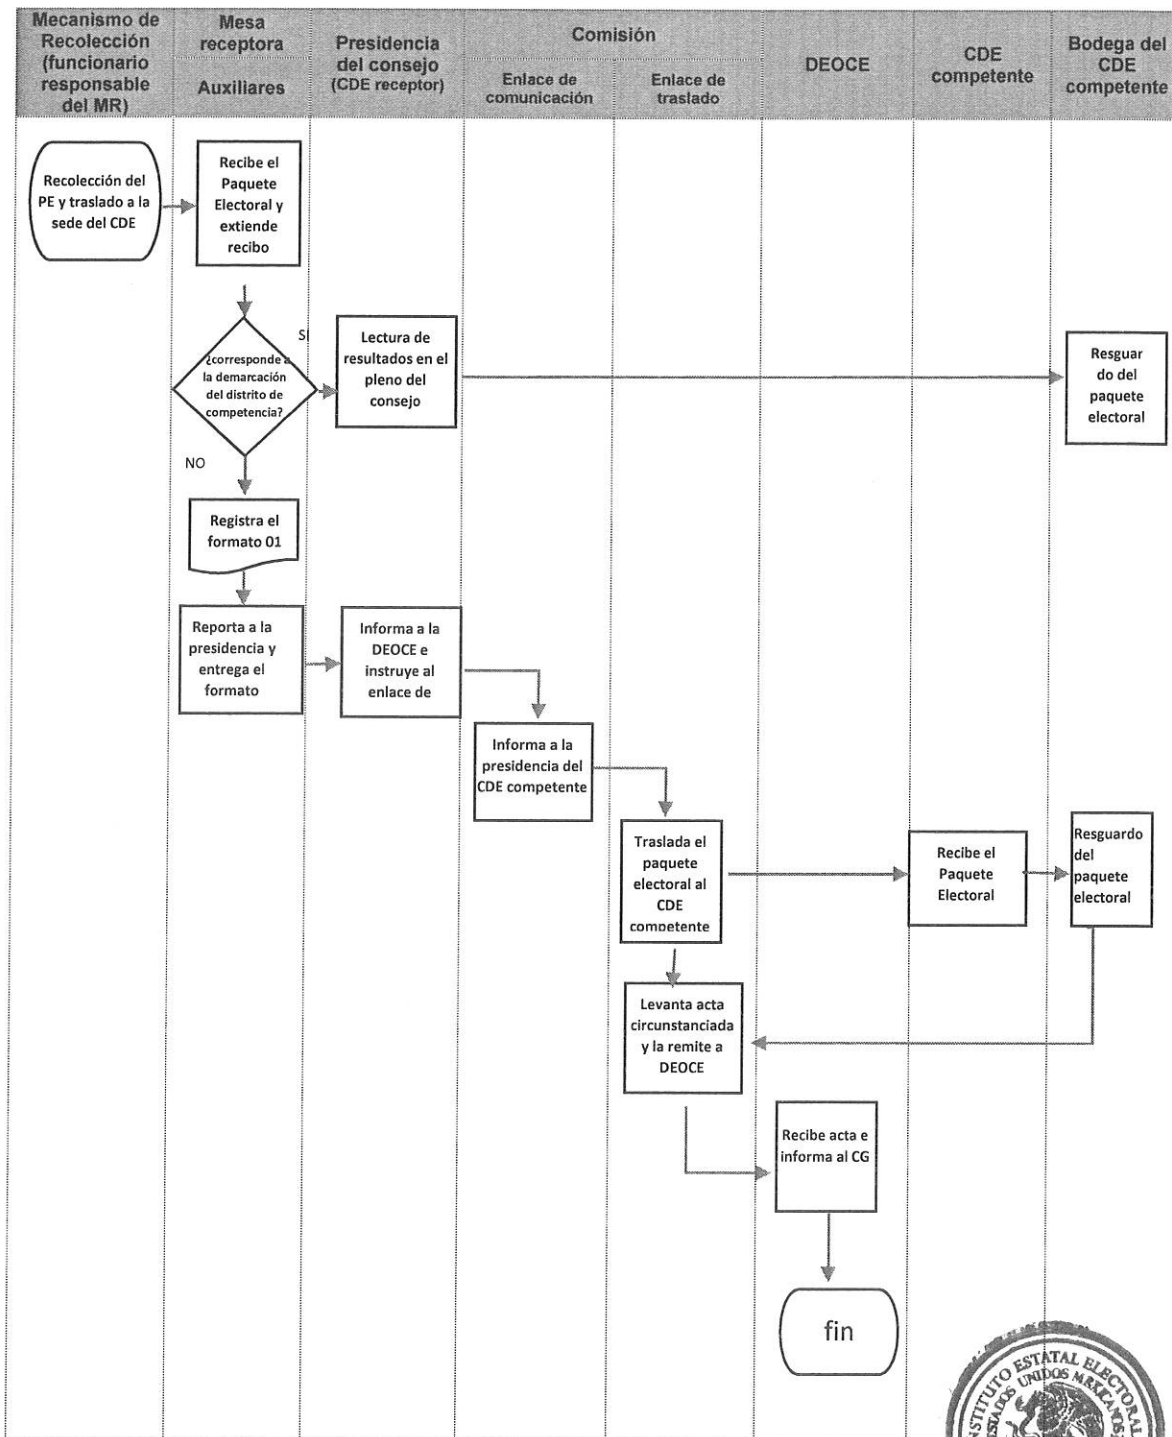 Mecanismo de
Recolección
(funcionario
responsable
del MR)
Mesa
receptora
Auxiliares
Presidencia
del consejo
(CDE receptor)
Comisión
Enlace de
comunicación
Enlace de
traslado
DEOCE
CDE
competente
Bodega del
CDE
competente
Recolección del
PE y traslado a la
sede del CDE
Recibe el
Paquete
Electoral y
extiende
recibo
SI
¿corresponde a
la demarcación
del distrito de
competencia?
Lectura de
resultados en el
pleno del
consejo
Resguar
do del
paquete
electoral
NO
Registra el
formato 01
Reporta a la
presidencia y
entrega el
formato
Informa a la
DEOCE e
instruye al
enlace de
Informa a la
presidencia del
CDE competente
Traslada el
paquete
electoral al
CDE
competente
Recibe el
Paquete
Electoral
Resguardo
del
paquete
electoral
Levanta acta
circunstanciada
y la remite a
DEOCE
Recibe acta e
informa al CG
fin
INSTITUTO ESTATAL ELECTORAL
ESTADOS UNIDOS MEXICANOS